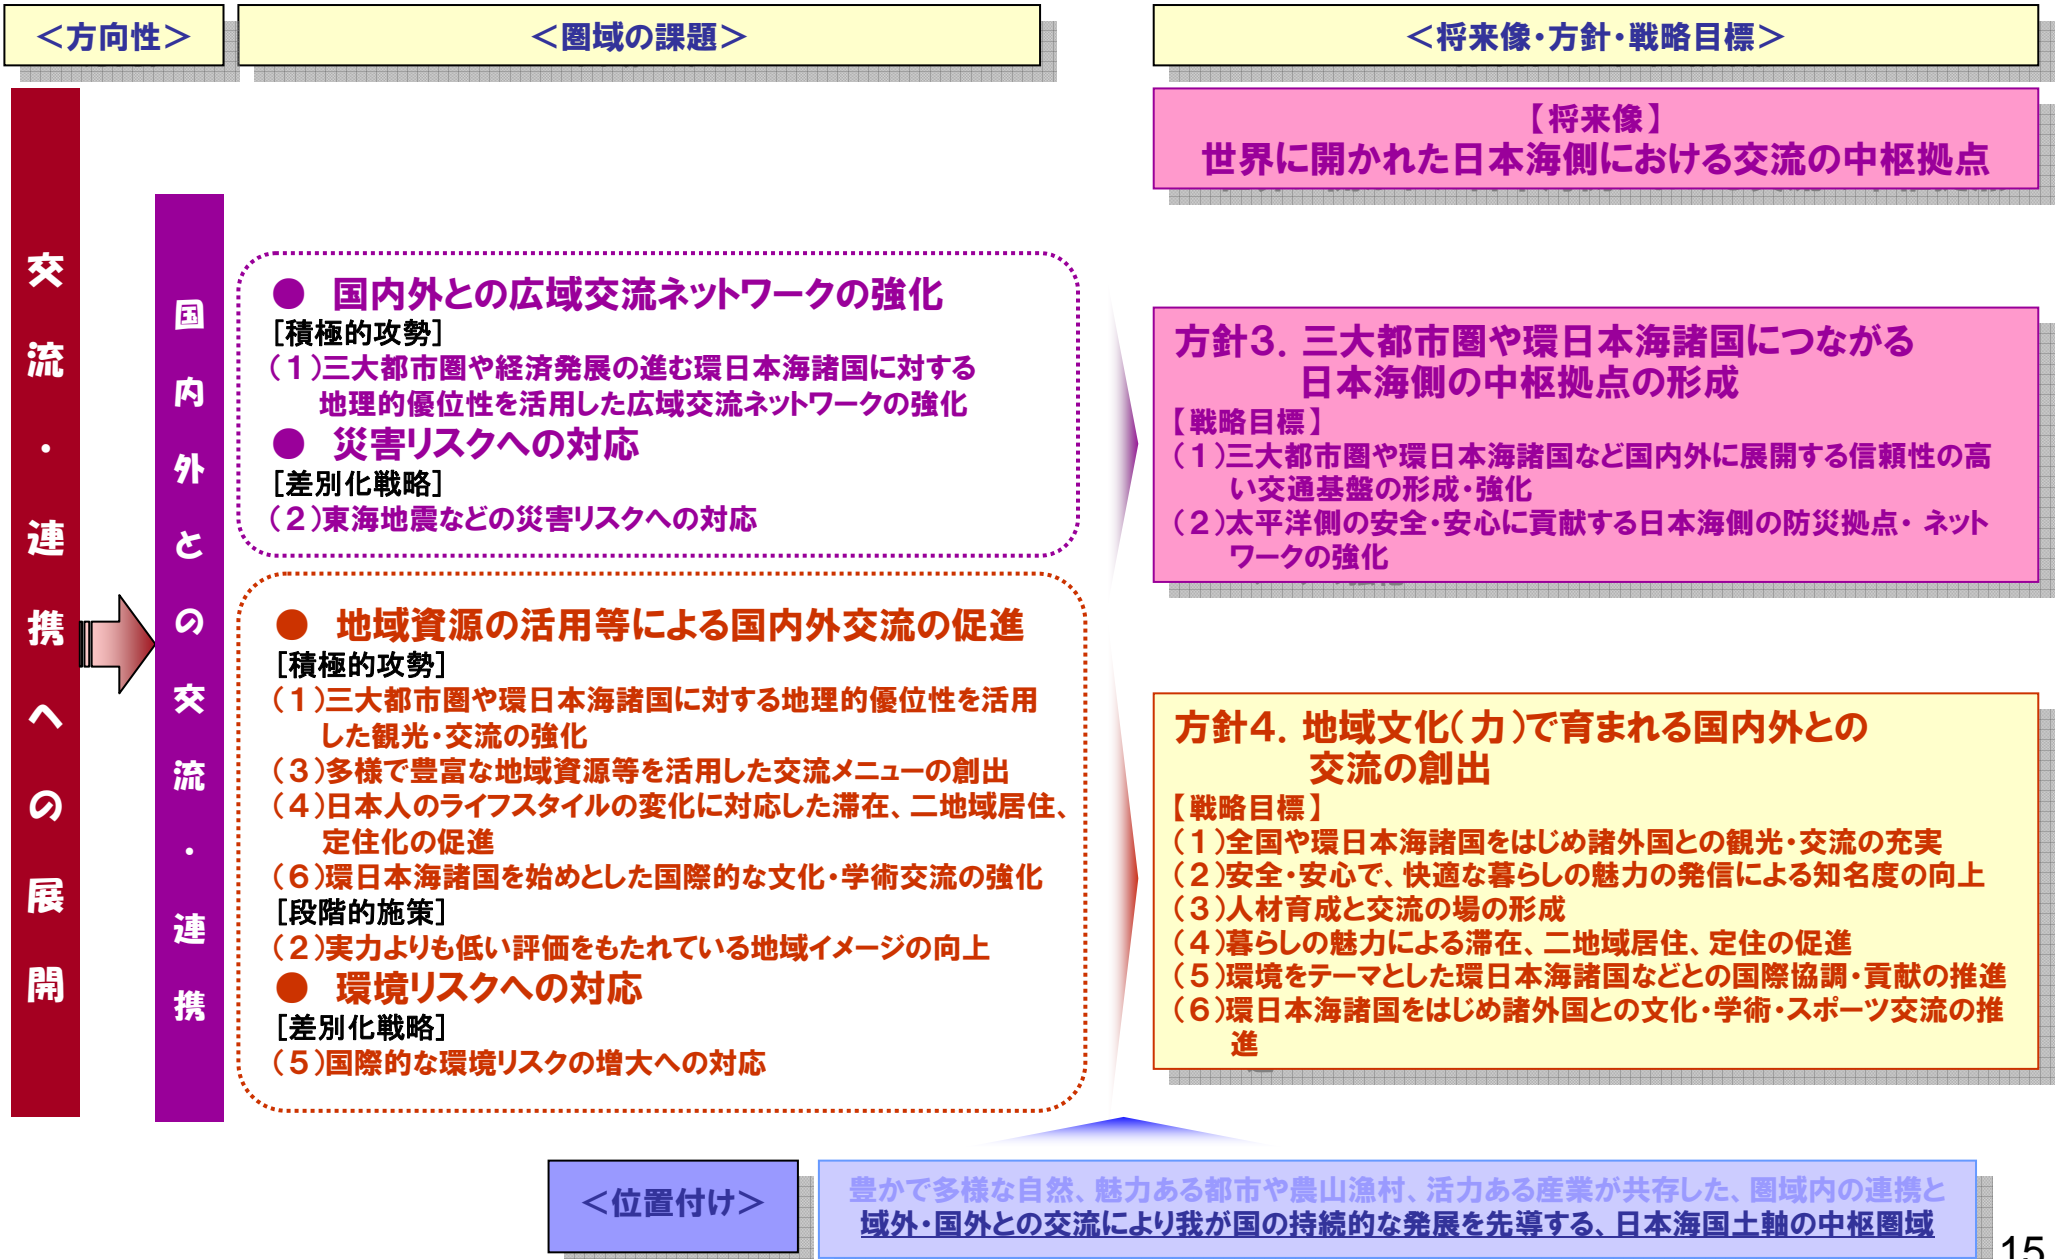 ＜方向性＞
＜圏域の課題＞
＜将来像・方針・戦略目標＞
交流・連携への展開
国内外との交流・連携
【将来像】
世界に開かれた日本海側における交流の中枢拠点
● 国内外との広域交流ネットワークの強化
[積極的攻勢]
（１）三大都市圏や経済発展の進む環日本海諸国に対する
地理的優位性を活用した広域交流ネットワークの強化
● 災害リスクへの対応
[差別化戦略]
（２）東海地震などの災害リスクへの対応
方針３．三大都市圏や環日本海諸国につながる
日本海側の中枢拠点の形成
【戦略目標】
（１）三大都市圏や環日本海諸国など国内外に展開する信頼性の高
い交通基盤の形成・強化
（２）太平洋側の安全・安心に貢献する日本海側の防災拠点・ ネット
ワークの強化
● 地域資源の活用等による国内外交流の促進
[積極的攻勢]
（１）三大都市圏や環日本海諸国に対する地理的優位性を活用
した観光・交流の強化
（３）多様で豊富な地域資源等を活用した交流メニューの創出
（４）日本人のライフスタイルの変化に対応した滞在、二地域居住、
定住化の促進
（６）環日本海諸国を始めとした国際的な文化・学術交流の強化
[段階的施策]
（２）実力よりも低い評価をもたれている地域イメージの向上
● 環境リスクへの対応
[差別化戦略]
（５）国際的な環境リスクの増大への対応
方針４．地域文化（力）で育まれる国内外との
交流の創出
【戦略目標】
（１）全国や環日本海諸国をはじめ諸外国との観光・交流の充実
（２）安全・安心で、快適な暮らしの魅力の発信による知名度の向上
（３）人材育成と交流の場の形成
（４）暮らしの魅力による滞在、二地域居住、定住の促進
（５）環境をテーマとした環日本海諸国などとの国際協調・貢献の推進
（６）環日本海諸国をはじめ諸外国との文化・学術・スポーツ交流の推
進
＜位置付け＞
豊かで多様な自然、魅力ある都市や農山漁村、活力ある産業が共存した、圏域内の連携と
域外・国外との交流により我が国の持続的な発展を先導する、日本海国土軸の中枢圏域
15